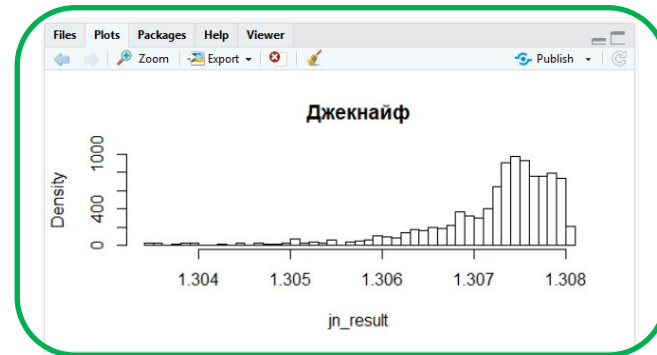 Files Plots Packages Help Viewer
Zoom Export Publish
Джекнайф
Density
0 400 1000
1.304 1.305 1.306 1.307 1.308
jn_result